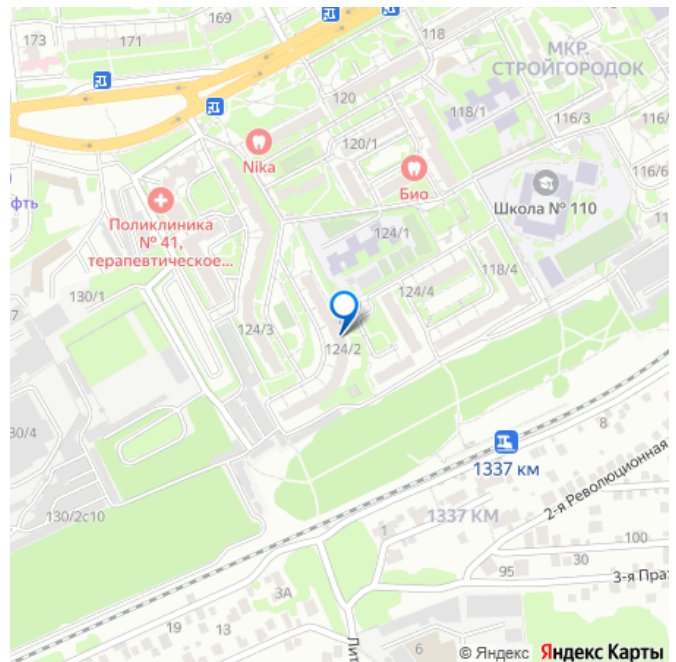 169
173
171
118
МКР.
СТРОЙГОРОДОК
120
118/1
116/3
116/
Nika
120/1
Био
116/6
Школа № 110
фть
Поликлиника
№ 41,
терапевтическое...
124/1
118/4
130/1
124/4
7
124/3
124/2
30/4
8
1337 км
2-я Революционная
130/2с10
1337 КМ
1
100
30
95
3-я Пра
3А
19
13
Лит
6
© Яндекс Яндекс Карты